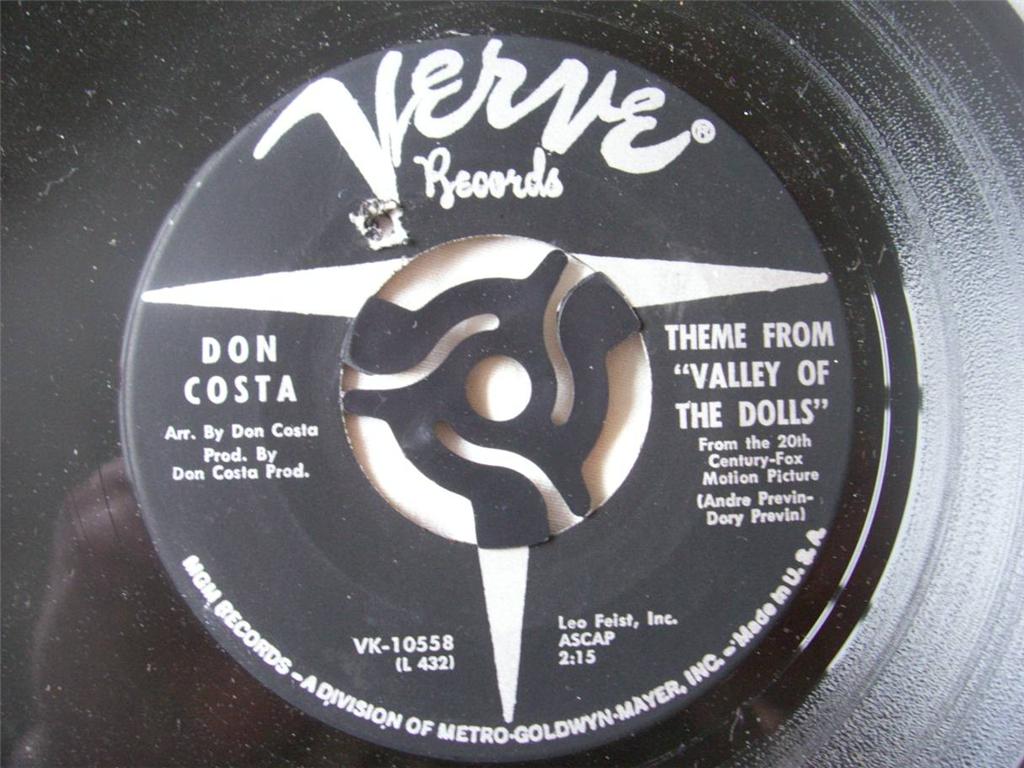 Verve®
Records
DON
COSTA
Arr. By Don Costa
Prod. By
Don Costa Prod.
THEME FROM
"VALLEY OF
THE DOLLS"
From the 20th
Century-Fox
Motion Picture
(Andre Previn-
Dory Previn)
VK-10558
(L 432)
Leo Feist, Inc.
ASCAP
2:15
MGM RECORDS - A DIVISION OF METRO-GOLDWYN-MAYER, INC. - Made in U. S. A.